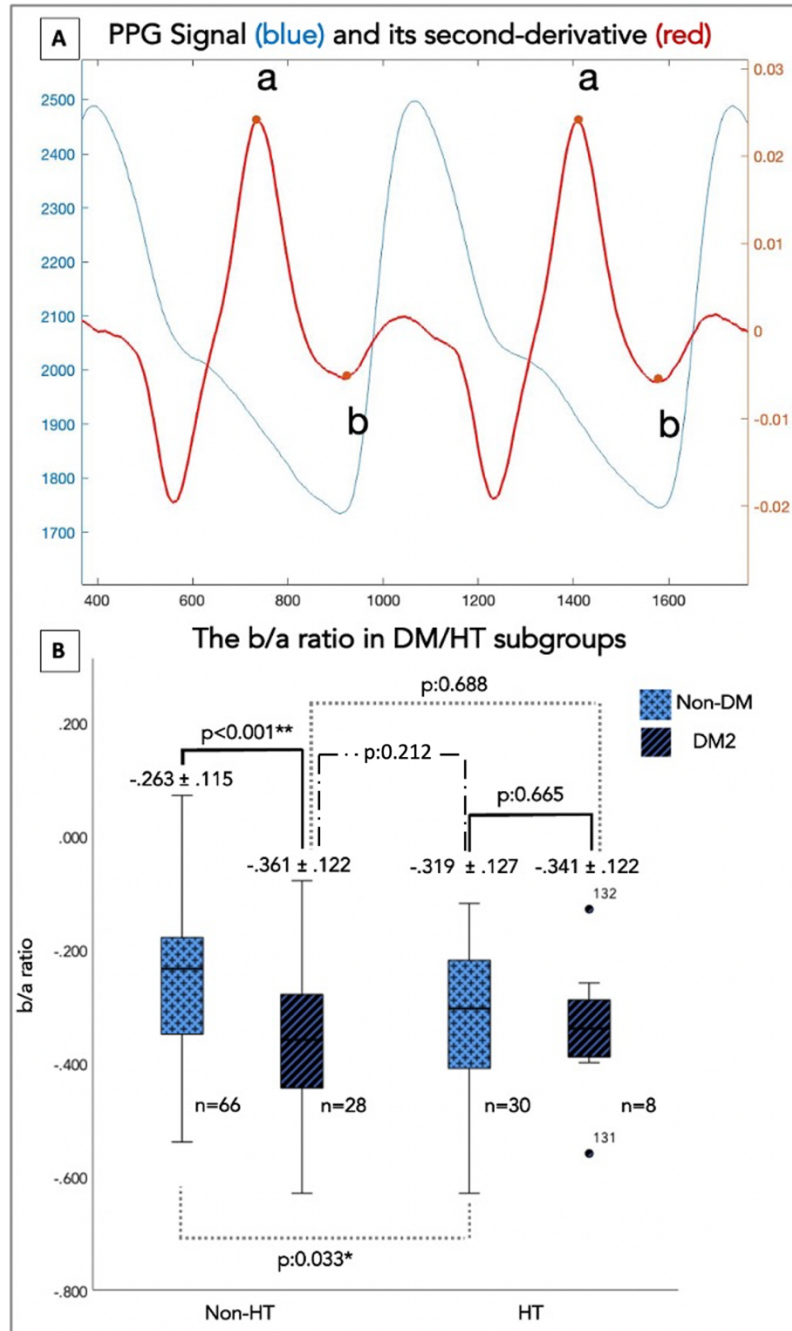 A PPG Signal (blue) and its second-derivative (red)
a a
0.03
2500
2400
0.02
2300
0.01
2200
2100
0
2000
1900
b b
-0.01
1800
-0.02
1700
400 600 800 1000 1200 1400 1600
B The b/a ratio in DM/HT subgroups
p:0.688
Non-DM
.200
p<0.001**
DM2
p:0.212
-.263 ± .115
p:0.665
.000
-.361 ± .122 -.319 ± .127 -.341 ± .122
132
-.200
b/a ratio
-.400
n=66 n=28 n=30 n=8
131
-.600
p:0.033*
-.800
Non-HT HT